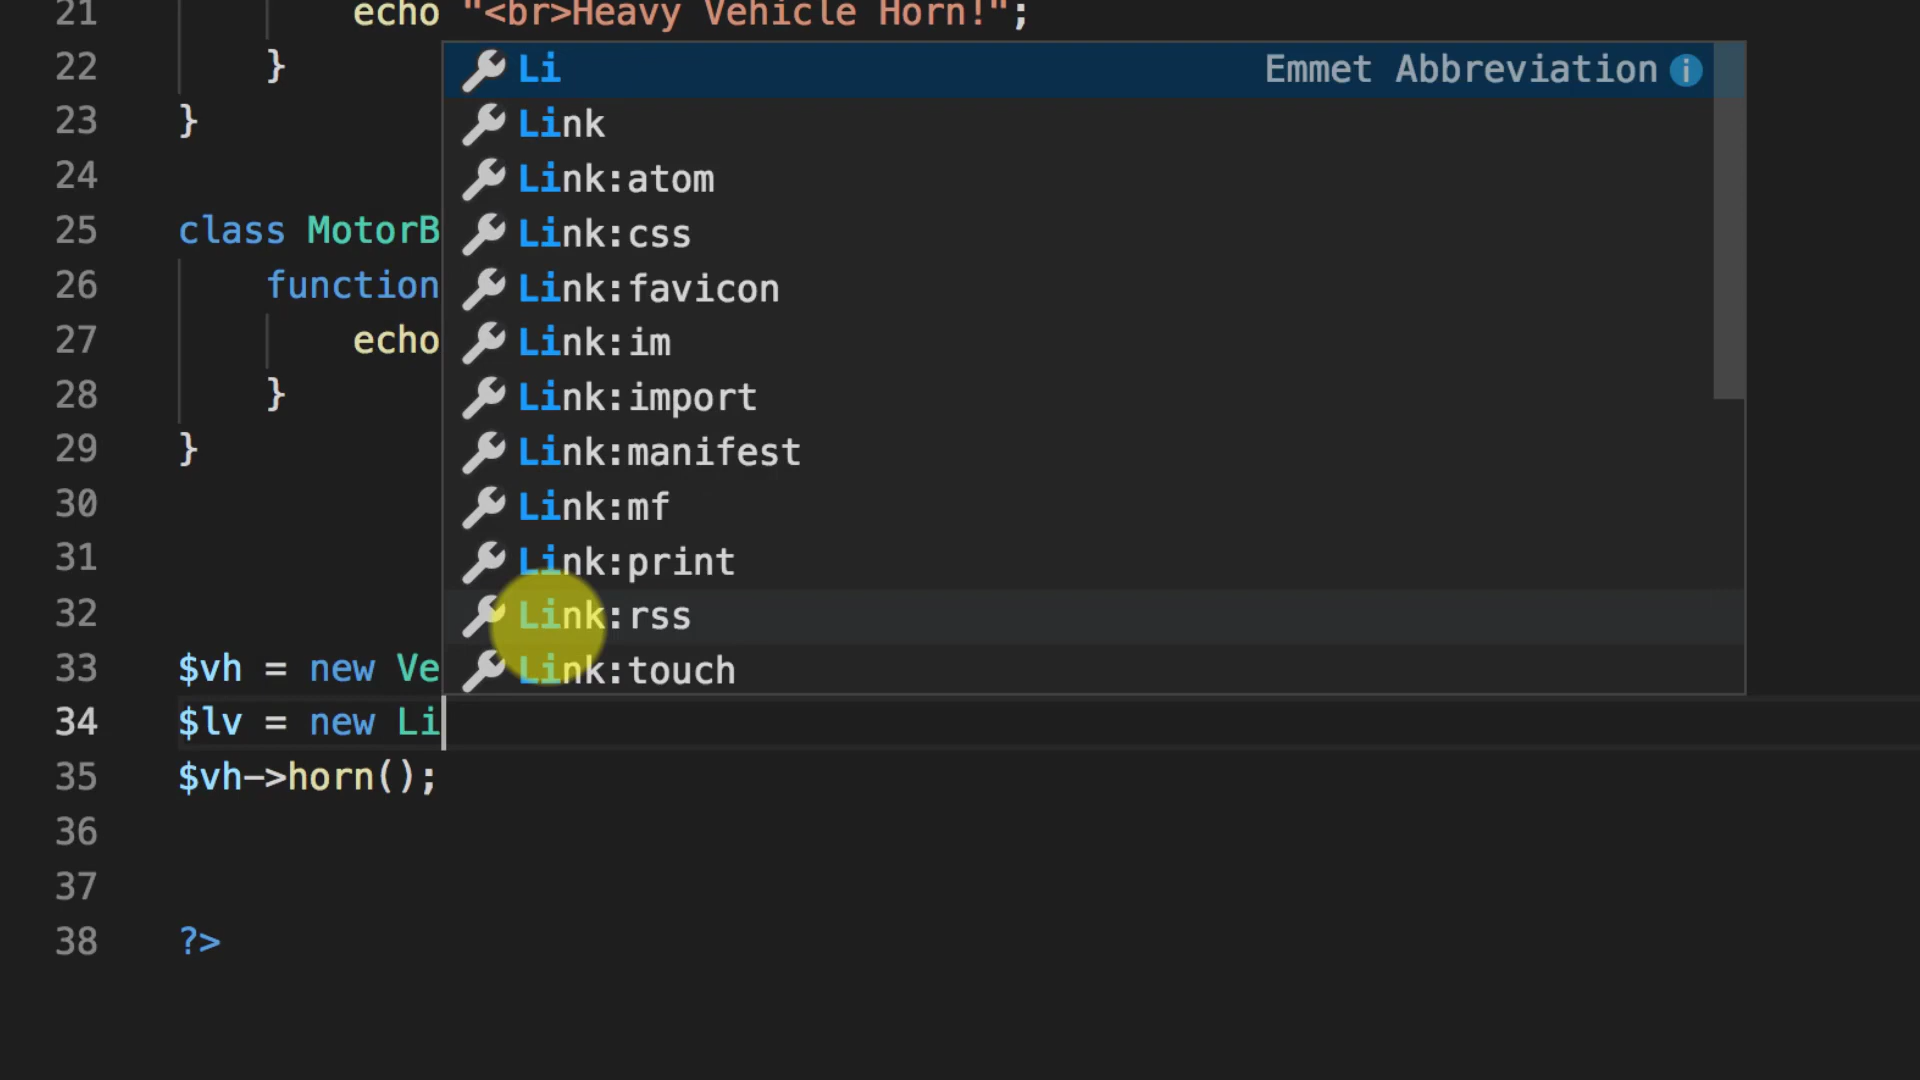 21 echo "<br>Heavy Vehicle Horn!";
22 }
23 }
24
25 class MotorB
26 function
27 echo
28 }
29 }
30
31
32
33 $vh = new Ve
34 $lv = new Li
35 $vh->horn();
36
37
38 ?>
Li Emmet Abbreviation
Link
Link:atom
Link:css
Link:favicon
Link:im
Link:import
Link:manifest
Link:mf
Link:print
Link:rss
Link:touch